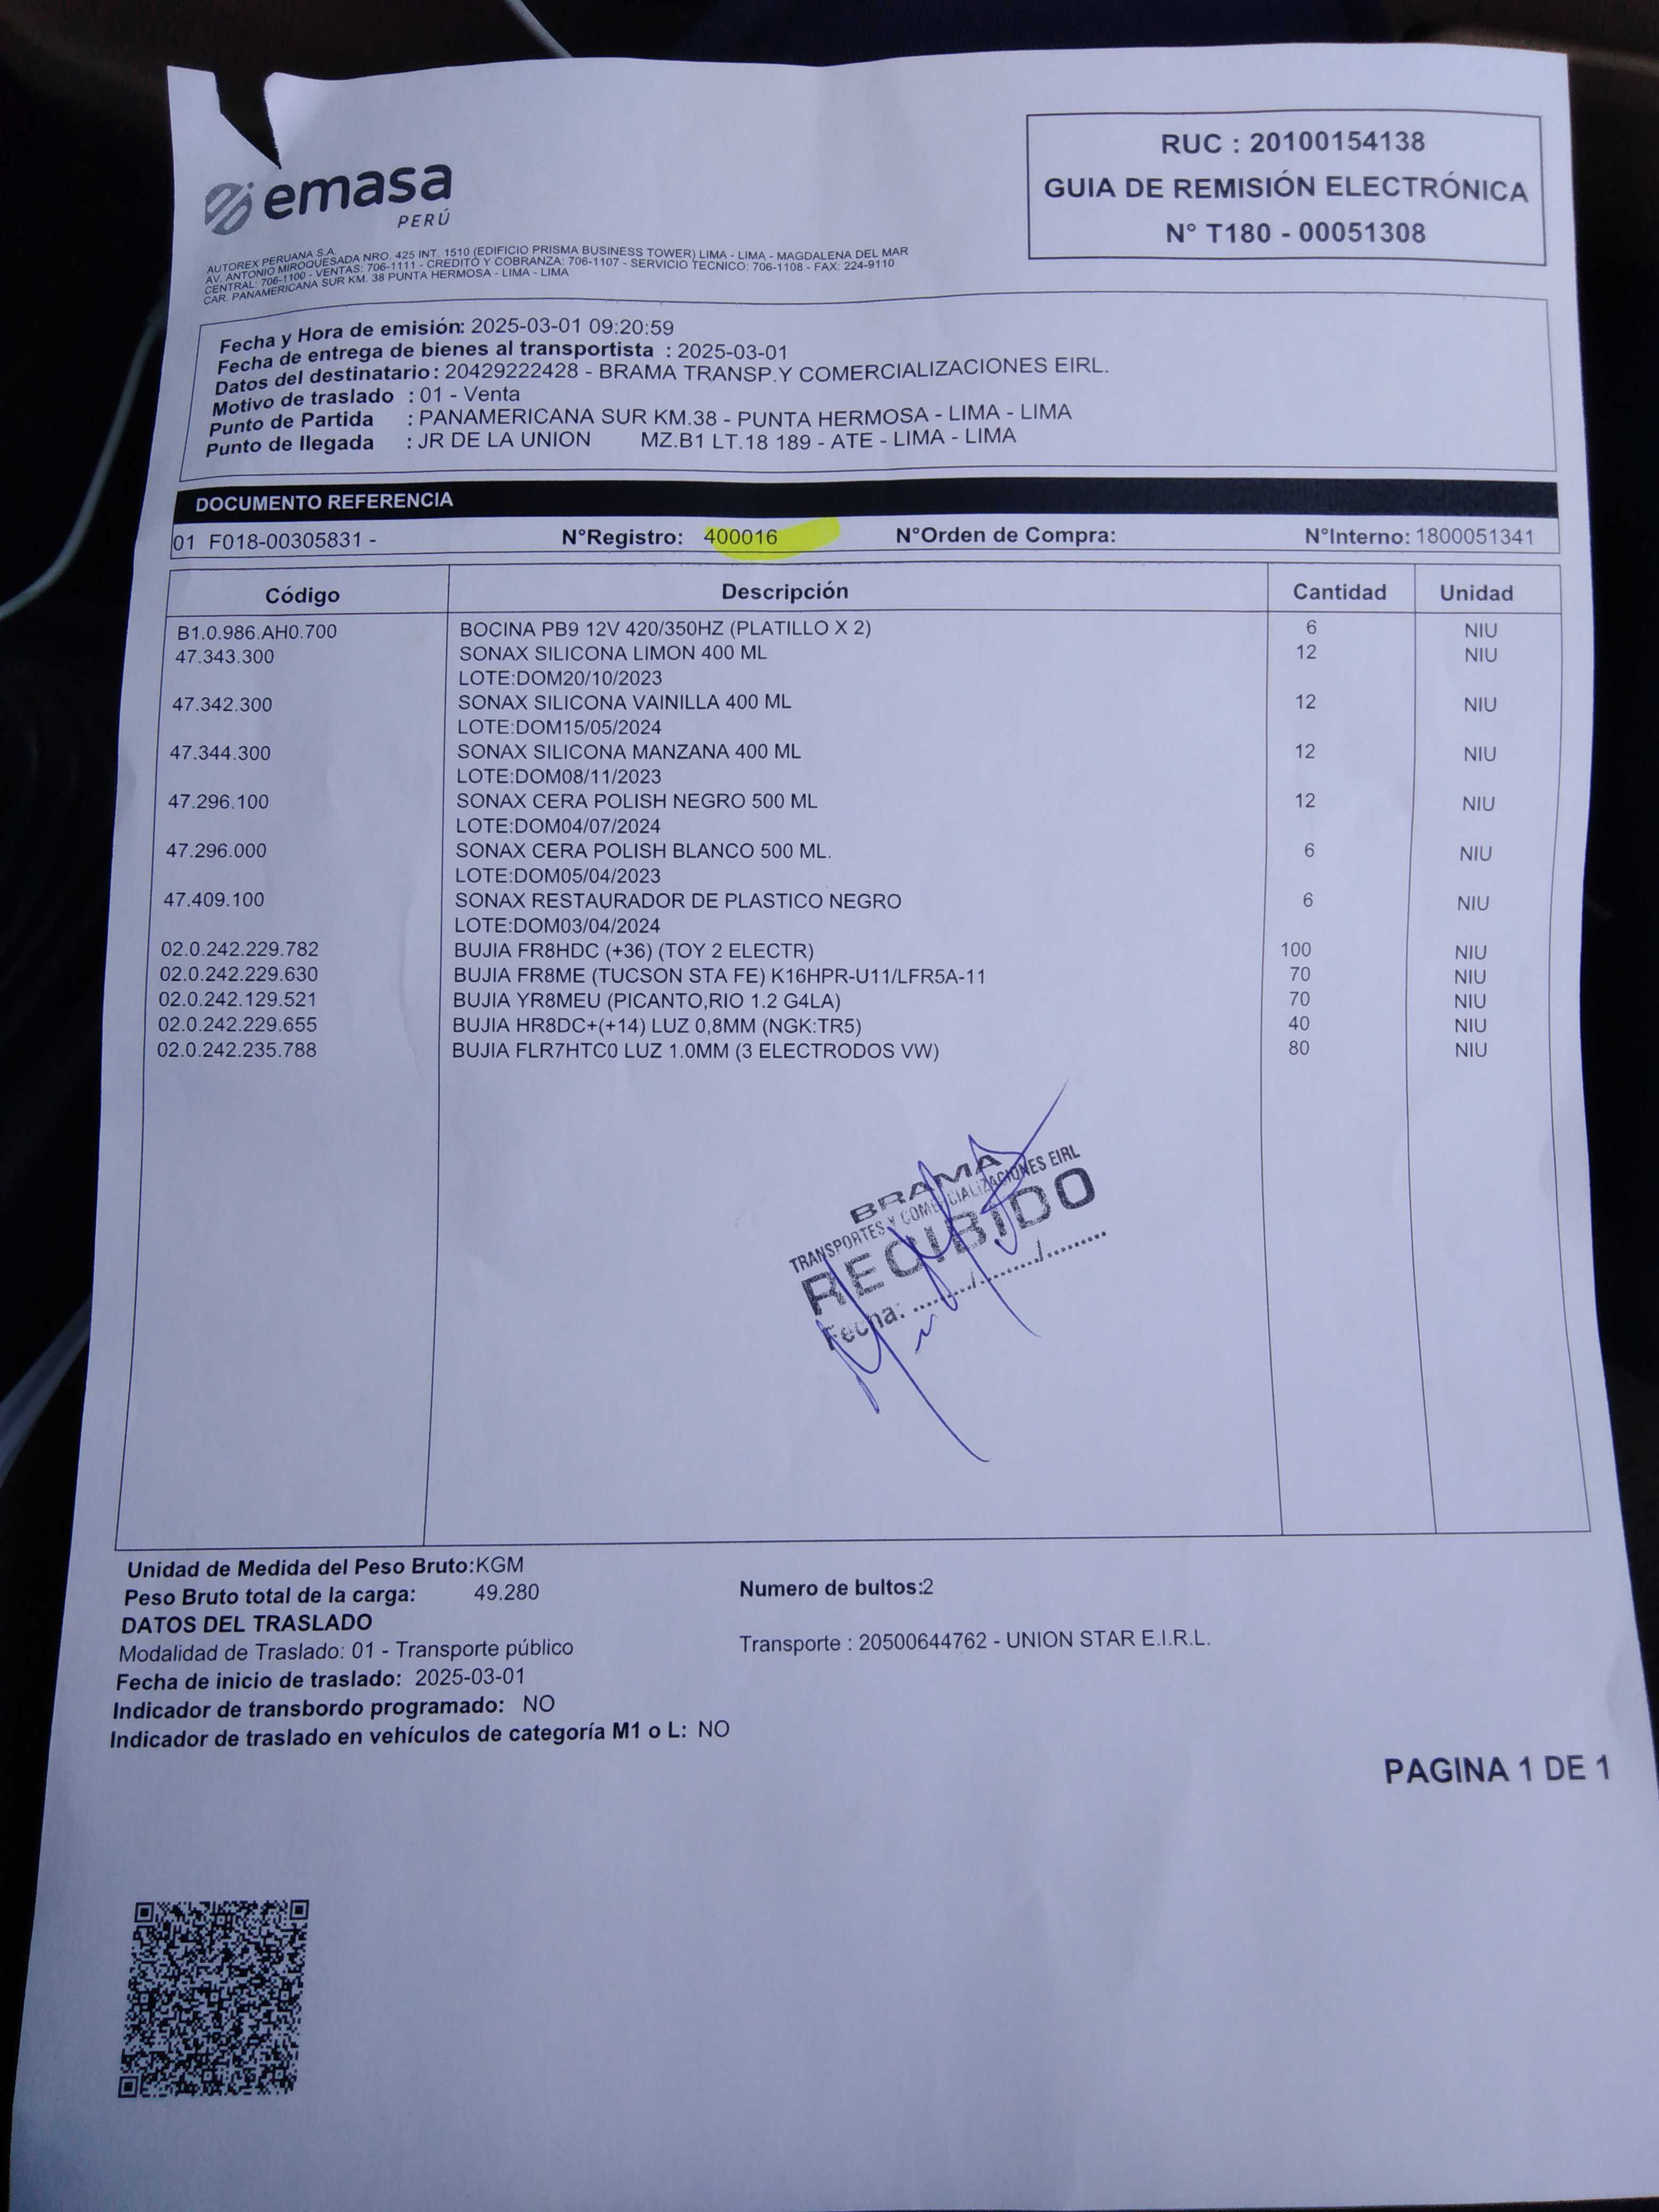 emasa
PERÚ
RUC : 20100154138
GUIA DE REMISIÓN ELECTRÓNICA
N° T180 - 00051308
AUTOREX PERUANA S.A.
AV. ANTONIO MIROQUESADA NRO. 425 INT. 1510 (EDIFICIO PRISMA BUSINESS TOWER) LIMA - LIMA - MAGDALENA DEL MAR
CENTRAL: 706-1100 - VENTAS: 706-1111 - CREDITO Y COBRANZA: 706-1107 - SERVICIO TECNICO: 706-1108 - FAX: 224-9110
CAR. PANAMERICANA SUR KM. 38 PUNTA HERMOSA - LIMA - LIMA
Fecha y Hora de emisión: 2025-03-01 09:20:59
Fecha de entrega de bienes al transportista : 2025-03-01
Datos del destinatario: 20429222428 - BRAMA TRANSP.Y COMERCIALIZACIONES EIRL.
Motivo de traslado : 01 - Venta
Punto de Partida : PANAMERICANA SUR KM.38 - PUNTA HERMOSA - LIMA - LIMA
Punto de llegada : JR DE LA UNION MZ.B1 LT.18 189 - ATE - LIMA - LIMA
DOCUMENTO REFERENCIA
01 F018-00305831 - N°Registro: 400016 N°Orden de Compra: N°Interno: 1800051341
Código Descripción Cantidad Unidad
B1.0.986.AH0.700 BOCINA PB9 12V 420/350HZ (PLATILLO X 2) 6 NIU
47.343.300 SONAX SILICONA LIMON 400 ML 12 NIU
LOTE:DOM20/10/2023
47.342.300 SONAX SILICONA VAINILLA 400 ML 12 NIU
LOTE:DOM15/05/2024
47.344.300 SONAX SILICONA MANZANA 400 ML 12 NIU
LOTE:DOM08/11/2023
47.296.100 SONAX CERA POLISH NEGRO 500 ML 12 NIU
LOTE:DOM04/07/2024
47.296.000 SONAX CERA POLISH BLANCO 500 ML. 6 NIU
LOTE:DOM05/04/2023
47.409.100 SONAX RESTAURADOR DE PLASTICO NEGRO 6 NIU
LOTE:DOM03/04/2024
02.0.242.229.782 BUJIA FR8HDC (+36) (TOY 2 ELECTR) 100 NIU
02.0.242.229.630 BUJIA FR8ME (TUCSON STA FE) K16HPR-U11/LFR5A-11 70 NIU
02.0.242.129.521 BUJIA YR8MEU (PICANTO,RIO 1.2 G4LA) 70 NIU
02.0.242.229.655 BUJIA HR8DC+(+14) LUZ 0,8MM (NGK:TR5) 40 NIU
02.0.242.235.788 BUJIA FLR7HTC0 LUZ 1.0MM (3 ELECTRODOS VW) 80 NIU
BRAMA
TRANSPORTES Y COMERCIALIZACIONES EIRL
RECIBIDO
Fecha: ........./........./.........
Unidad de Medida del Peso Bruto:KGM
Peso Bruto total de la carga: 49.280 Numero de bultos:2
DATOS DEL TRASLADO
Modalidad de Traslado: 01 - Transporte público Transporte : 20500644762 - UNION STAR E.I.R.L.
Fecha de inicio de traslado: 2025-03-01
Indicador de transbordo programado: NO
Indicador de traslado en vehículos de categoría M1 o L: NO
PAGINA 1 DE 1